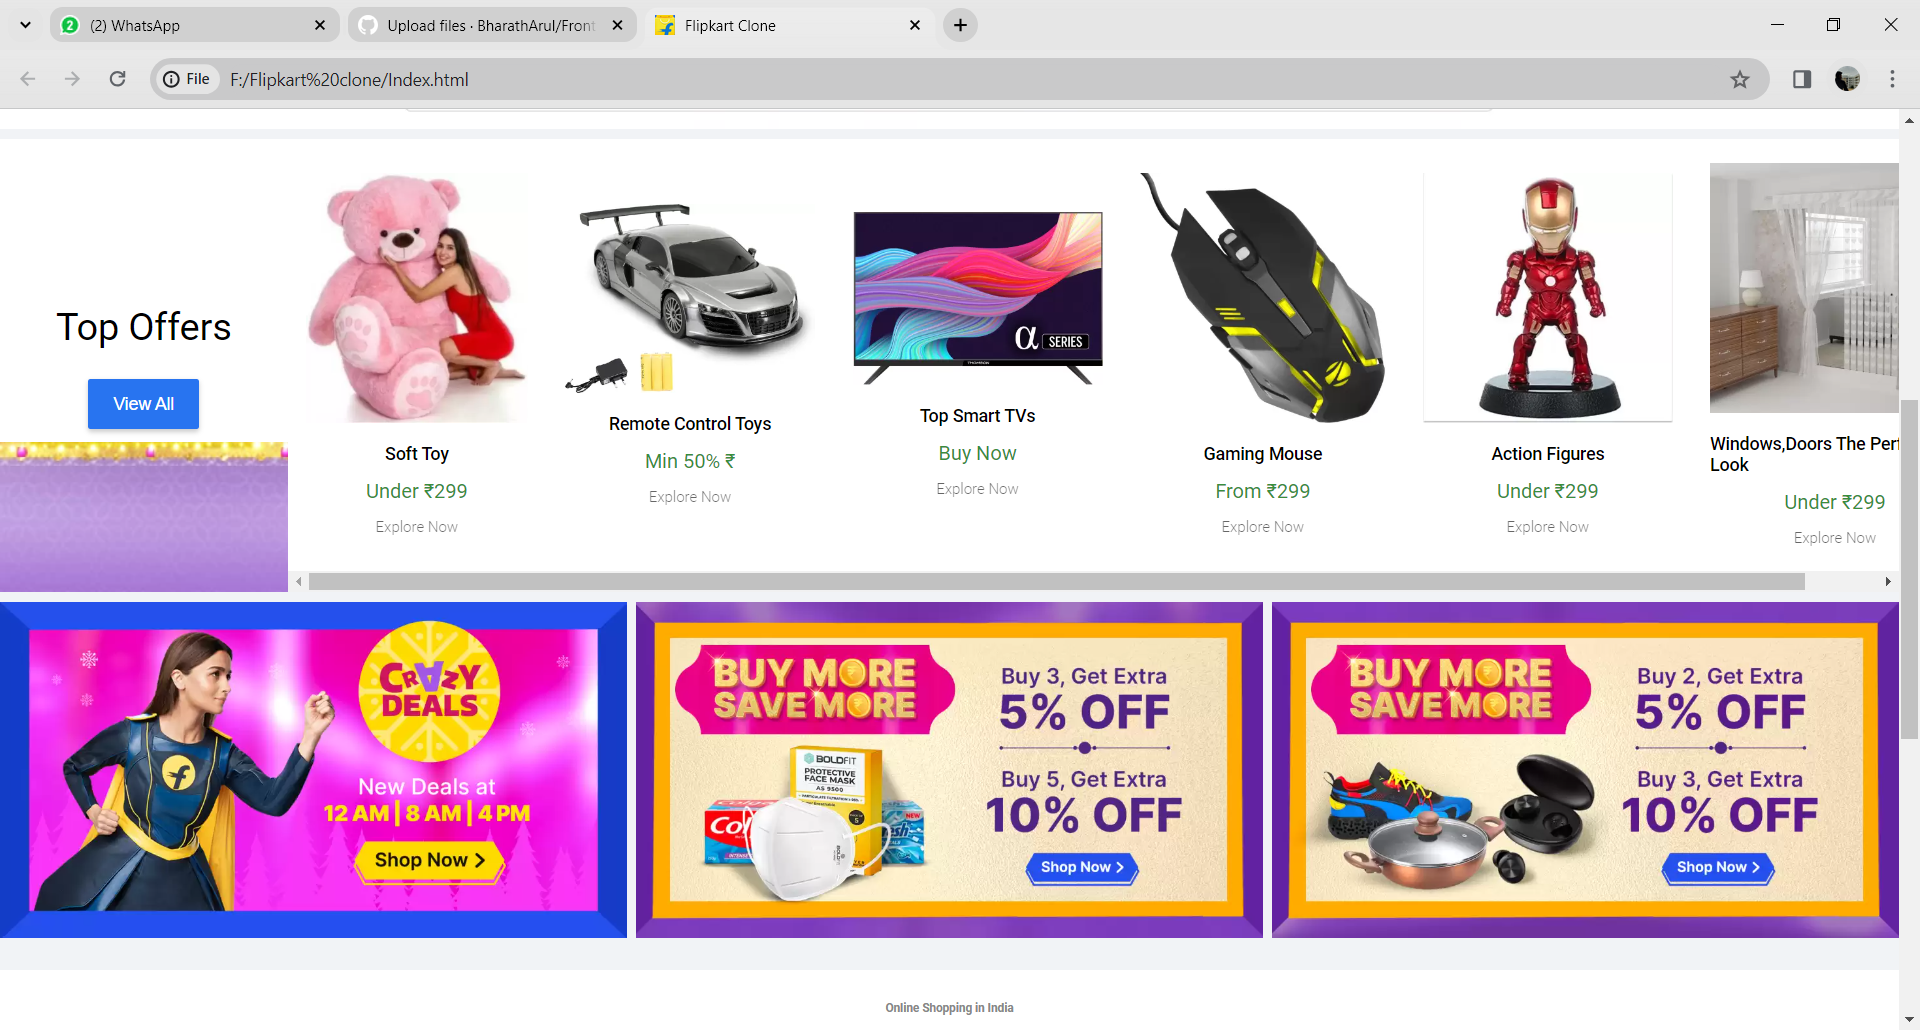 (2) WhatsApp
Upload files · BharathArul/Front
Flipkart Clone
File
F:/Flipkart%20clone/Index.html
Top Offers
View All
Soft Toy
Under ₹299
Explore Now
Remote Control Toys
Min 50% ₹
Explore Now
α SERIES
THOMSON
Top Smart TVs
Buy Now
Explore Now
Gaming Mouse
From ₹299
Explore Now
Action Figures
Under ₹299
Explore Now
Windows,Doors The Perf
Look
Under ₹299
Explore Now
CRAZY
DEALS
New Deals at
12 AM | 8 AM | 4 PM
Shop Now
BUY MORE
SAVE MORE
BOLDFIT
PROTECTIVE
FACE MASK
AS 9500
Buy 3, Get Extra
5% OFF
Buy 5, Get Extra
10% OFF
Shop Now
BUY MORE
SAVE MORE
Buy 2, Get Extra
5% OFF
Buy 3, Get Extra
10% OFF
Shop Now
Online Shopping in India